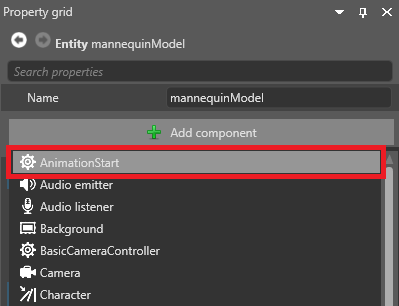 Property grid
Entity mannequinModel
Search properties
Name mannequinModel
Add component
AnimationStart
Audio emitter
Audio listener
Background
BasicCameraController
Camera
Character